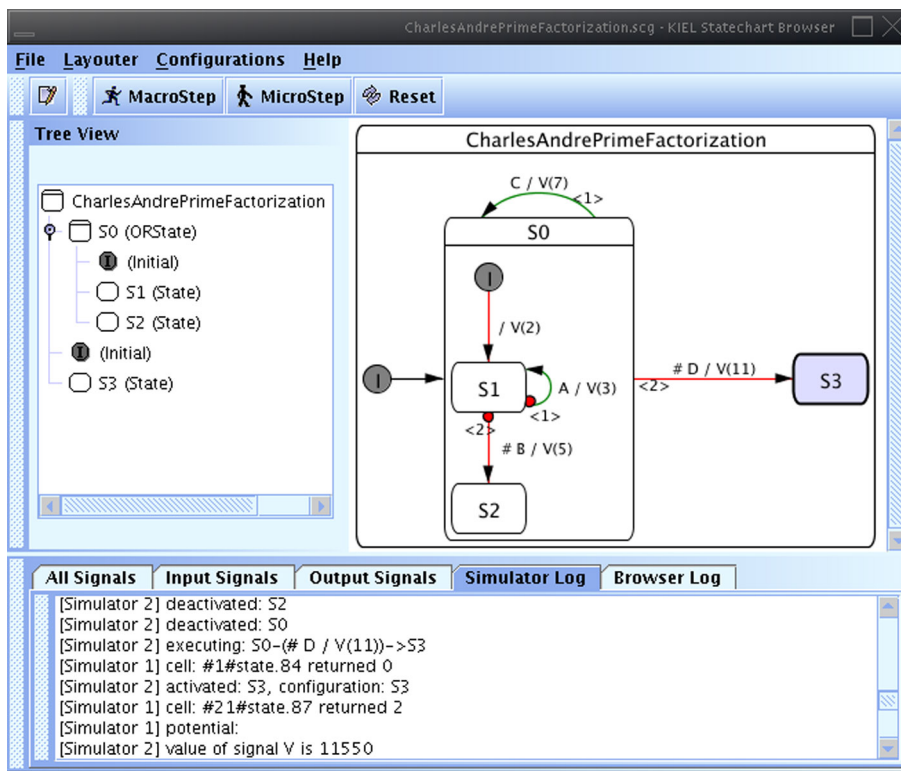 CharlesAndrePrimeFactorization.scg - KIEL Statechart Browser
File Layouter Configurations Help
MacroStep MicroStep Reset
Tree View
CharlesAndrePrimeFactorization
S0 (ORState)
I (Initial)
S1 (State)
S2 (State)
I (Initial)
S3 (State)
CharlesAndrePrimeFactorization
C / V(7)
<1>
S0
I
/ V(2)
I
S1
A / V(3)
<1>
<2>
# B / V(5)
S2
# D / V(11)
<2>
S3
All Signals Input Signals Output Signals Simulator Log Browser Log
[Simulator 2] deactivated: S2
[Simulator 2] deactivated: S0
[Simulator 2] executing: S0-(# D / V(11))->S3
[Simulator 1] cell: #1#state.84 returned 0
[Simulator 2] activated: S3, configuration: S3
[Simulator 1] cell: #21#state.87 returned 2
[Simulator 1] potential:
[Simulator 2] value of signal V is 11550